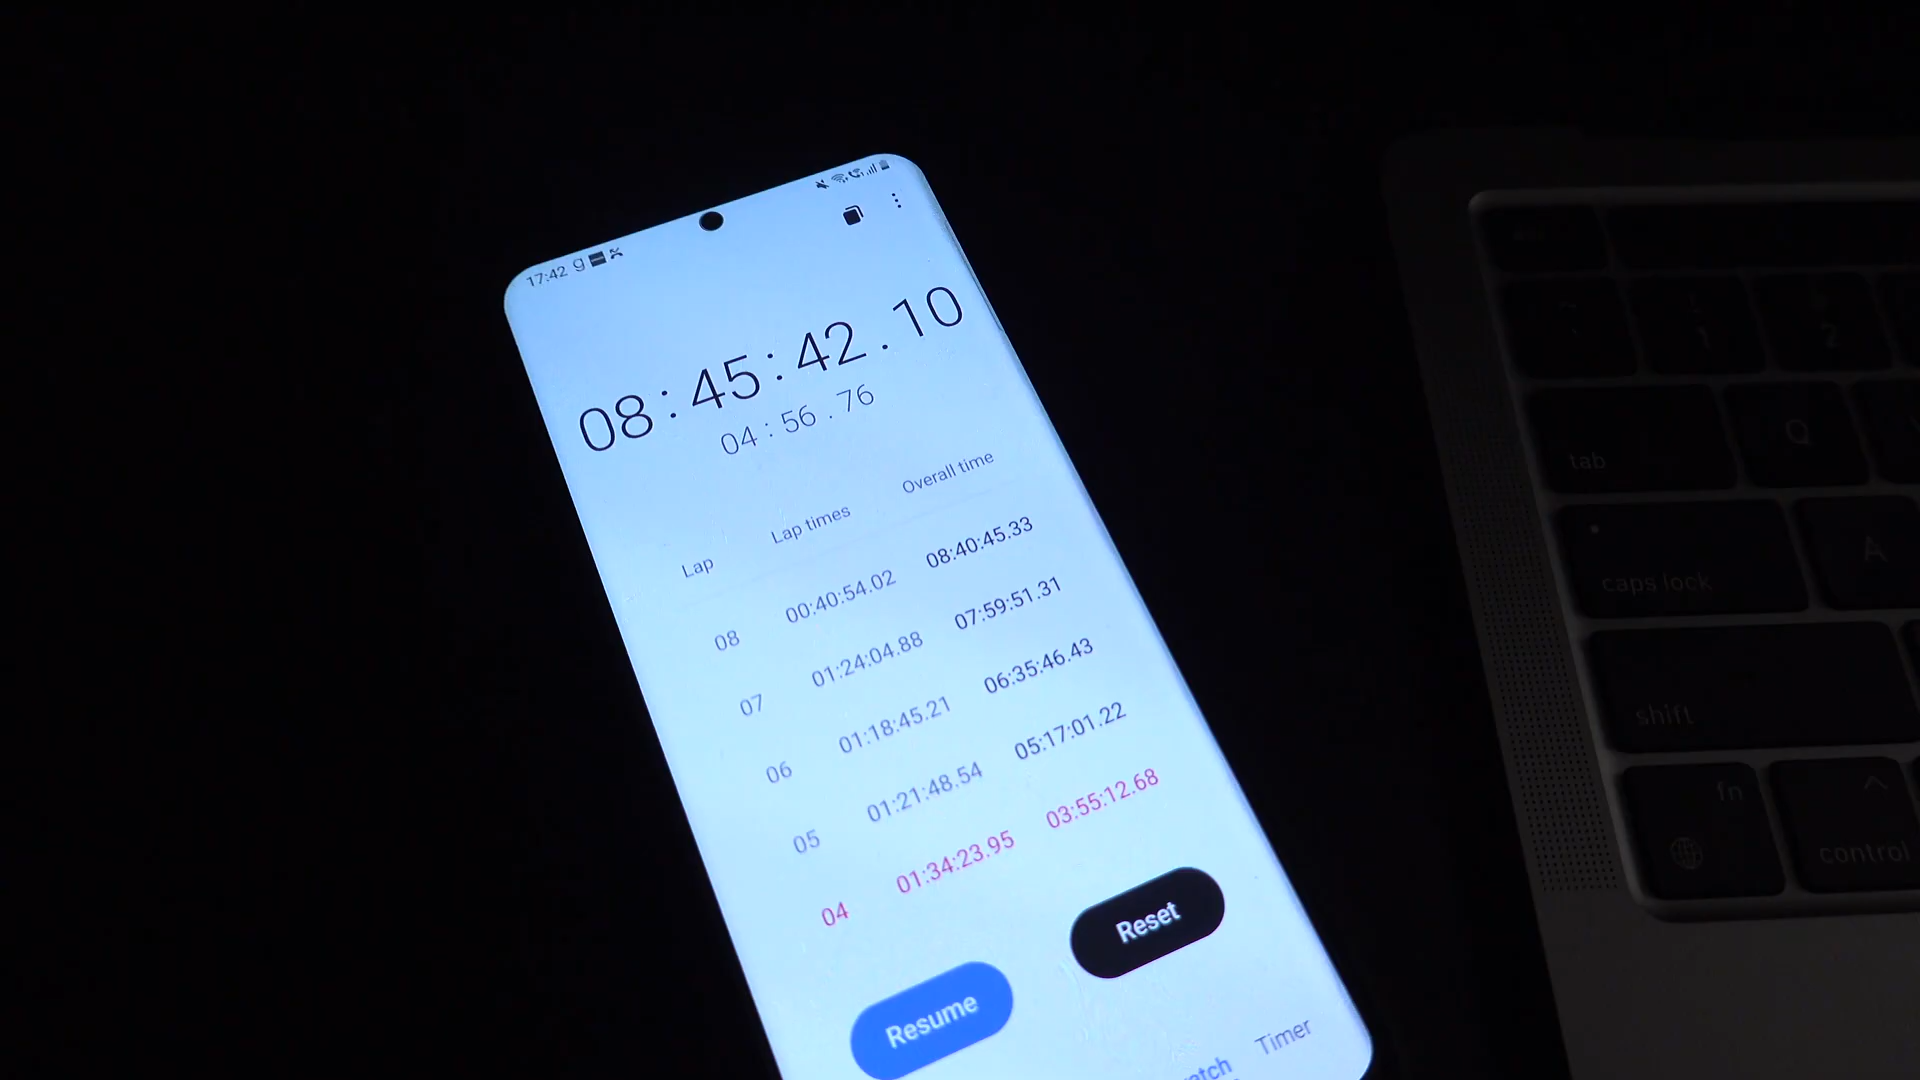 17:42 g
08:45:42.10
04:56.76
Lap Lap times Overall time
08 00:40:54.02 08:40:45.33
07 01:24:04.88 07:59:51.31
06 01:18:45.21 06:35:46.43
05 01:21:48.54 05:17:01.22
04 01:34:23.95 03:55:12.68
Resume Reset
Timer
1 2
tab Q
caps lock A
shift
fn
control